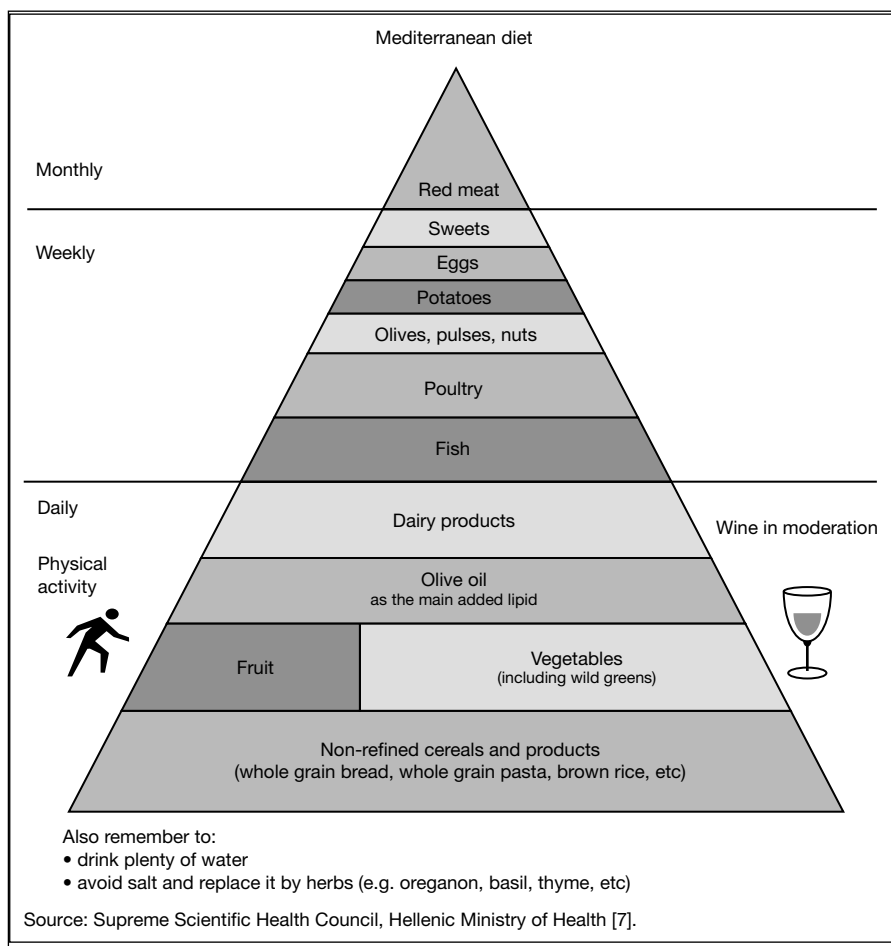 Mediterranean diet
Monthly
Red meat
Weekly
Sweets
Eggs
Potatoes
Olives, pulses, nuts
Poultry
Fish
Daily
Dairy products
Wine in moderation
Physical
activity
Olive oil
as the main added lipid
Fruit
Vegetables
(including wild greens)
Non-refined cereals and products
(whole grain bread, whole grain pasta, brown rice, etc)
Also remember to:
• drink plenty of water
• avoid salt and replace it by herbs (e.g. oreganon, basil, thyme, etc)
Source: Supreme Scientific Health Council, Hellenic Ministry of Health [7].